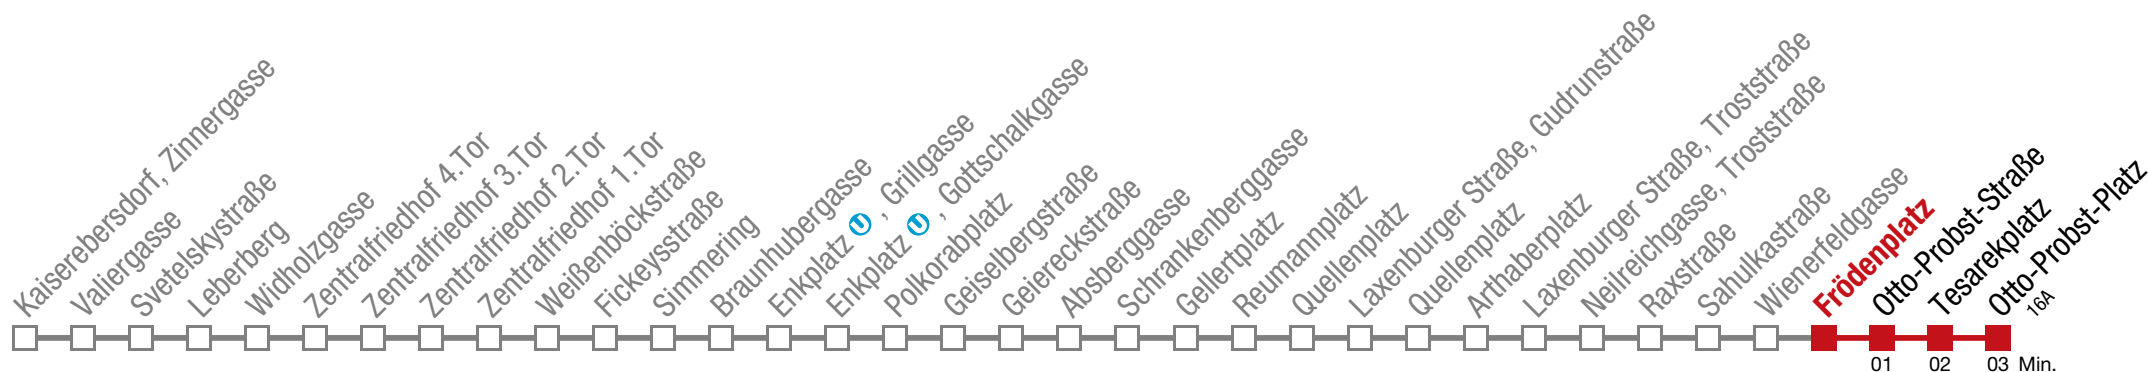 Kaiserebersdorf, Zinnergasse
Valiergasse
Svetelskystraße
Leberberg
Widholzgasse
Zentralfriedhof 4.Tor
Zentralfriedhof 3.Tor
Zentralfriedhof 2.Tor
Zentralfriedhof 1.Tor
Weißenböckstraße
Fickeysstraße
Simmering
Braunhubergasse
Enkplatz U, Grillgasse
Enkplatz U, Gottschalkgasse
Polkorabplatz
Geiselbergstraße
Geiereckstraße
Absberggasse
Schrankenberggasse
Gellertplatz
Reumannplatz
Quellenplatz
Laxenburger Straße, Gudrunstraße
Quellenplatz
Arthaberplatz
Laxenburger Straße, Troststraße
Neilreichgasse, Troststraße
Raxstraße
Sahulkastraße
Wienerfeldgasse
Frödenplatz
Otto-Probst-Straße
Tesarekplatz
Otto-Probst-Platz
16A
01 02 03 Min.